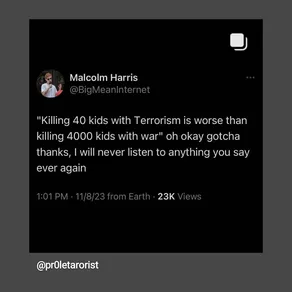 Malcolm Harris
@BigMeanInternet
"Killing 40 kids with Terrorism is worse than
killing 4000 kids with war" oh okay gotcha
thanks, I will never listen to anything you say
ever again
1:01 PM · 11/8/23 from Earth · 23K Views
@pr0letarorist